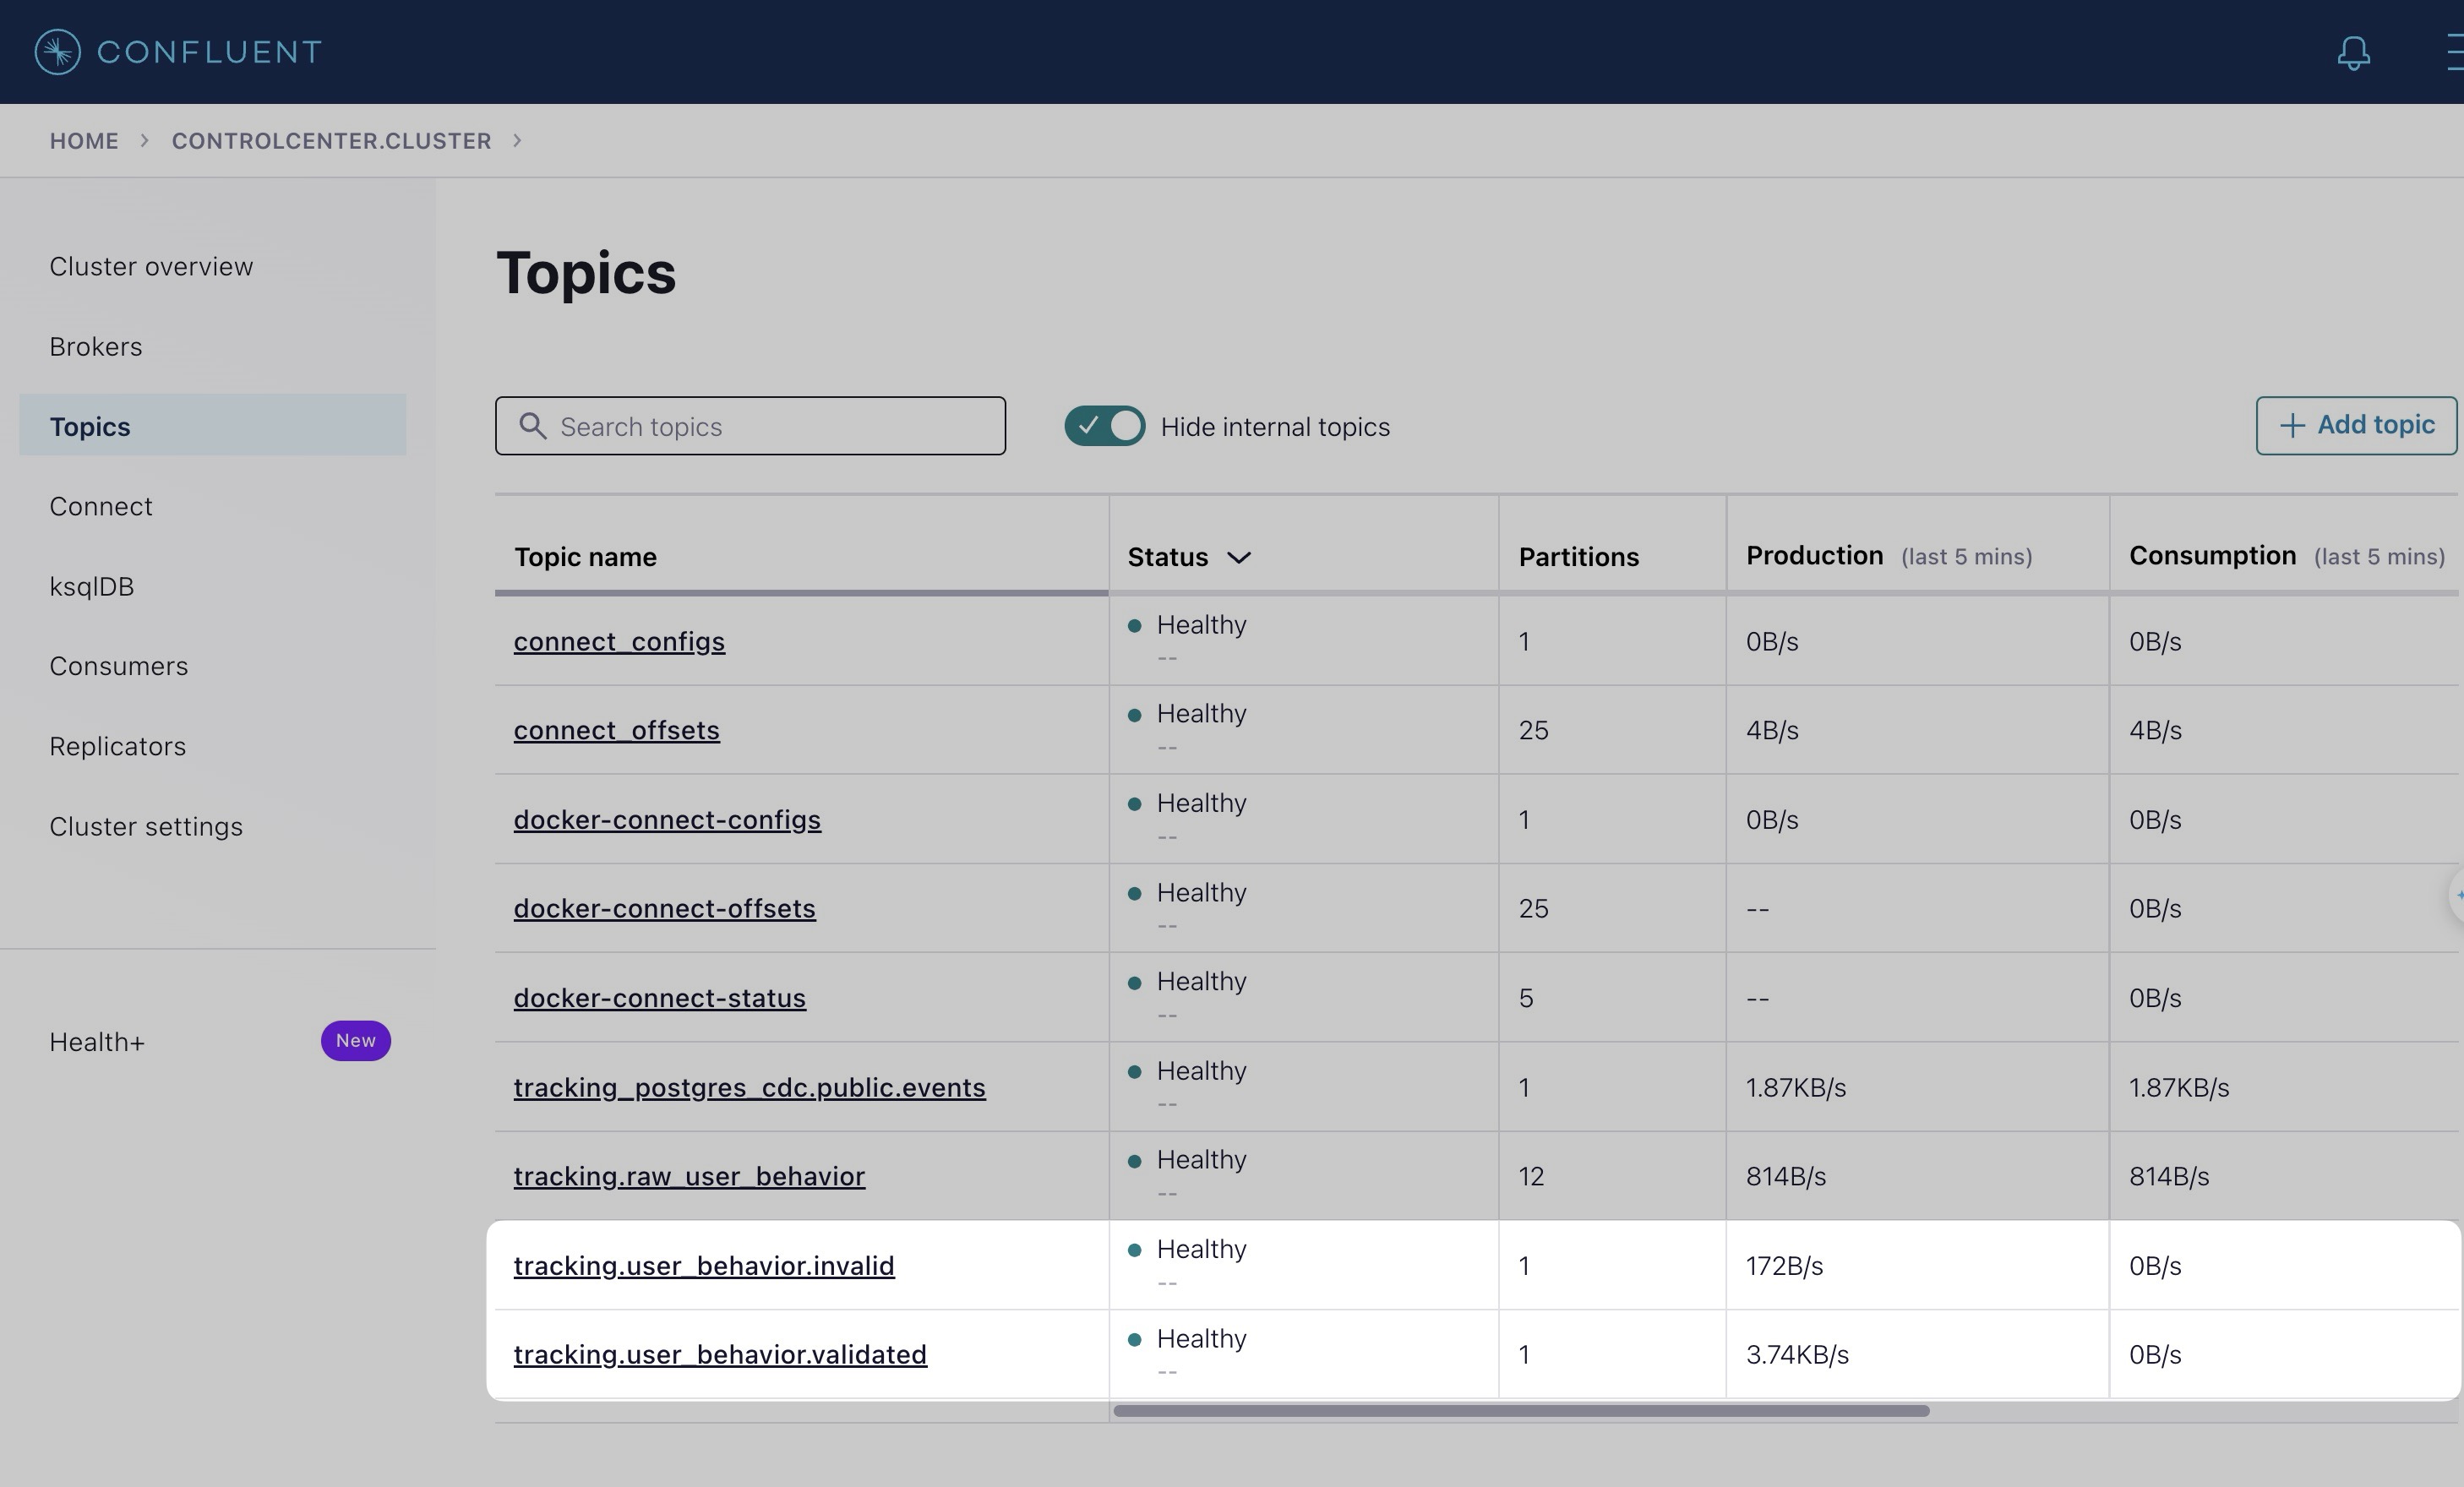 CONFLUENT
HOME > CONTROLCENTER.CLUSTER >
Cluster overview
Brokers
Topics
Connect
ksqlDB
Consumers
Replicators
Cluster settings
Health+ New
Topics
Search topics
Hide internal topics
+ Add topic
Topic name Status Partitions Production (last 5 mins) Consumption (last 5 mins)
connect_configs Healthy 1 0B/s 0B/s
--
connect_offsets Healthy 25 4B/s 4B/s
--
docker-connect-configs Healthy 1 0B/s 0B/s
--
docker-connect-offsets Healthy 25 -- 0B/s
--
docker-connect-status Healthy 5 -- 0B/s
--
tracking_postgres_cdc.public.events Healthy 1 1.87KB/s 1.87KB/s
--
tracking.raw_user_behavior Healthy 12 814B/s 814B/s
--
tracking.user_behavior.invalid Healthy 1 172B/s 0B/s
--
tracking.user_behavior.validated Healthy 1 3.74KB/s 0B/s
--